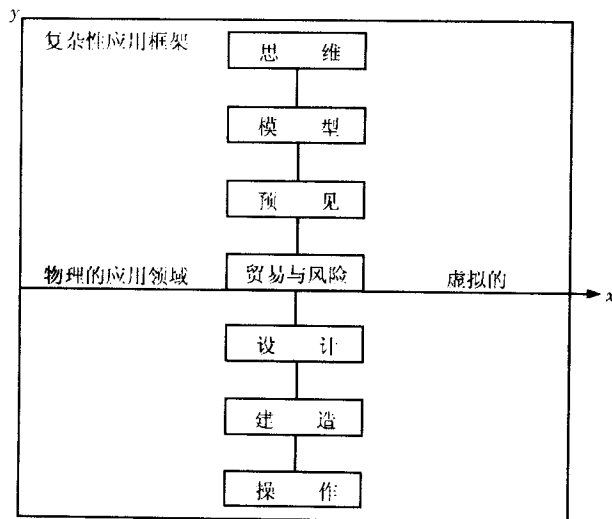 y
复杂性应用框架
思 维
模 型
预 见
物理的应用领域 贸易与风险 虚拟的
x
设 计
建 造
操 作